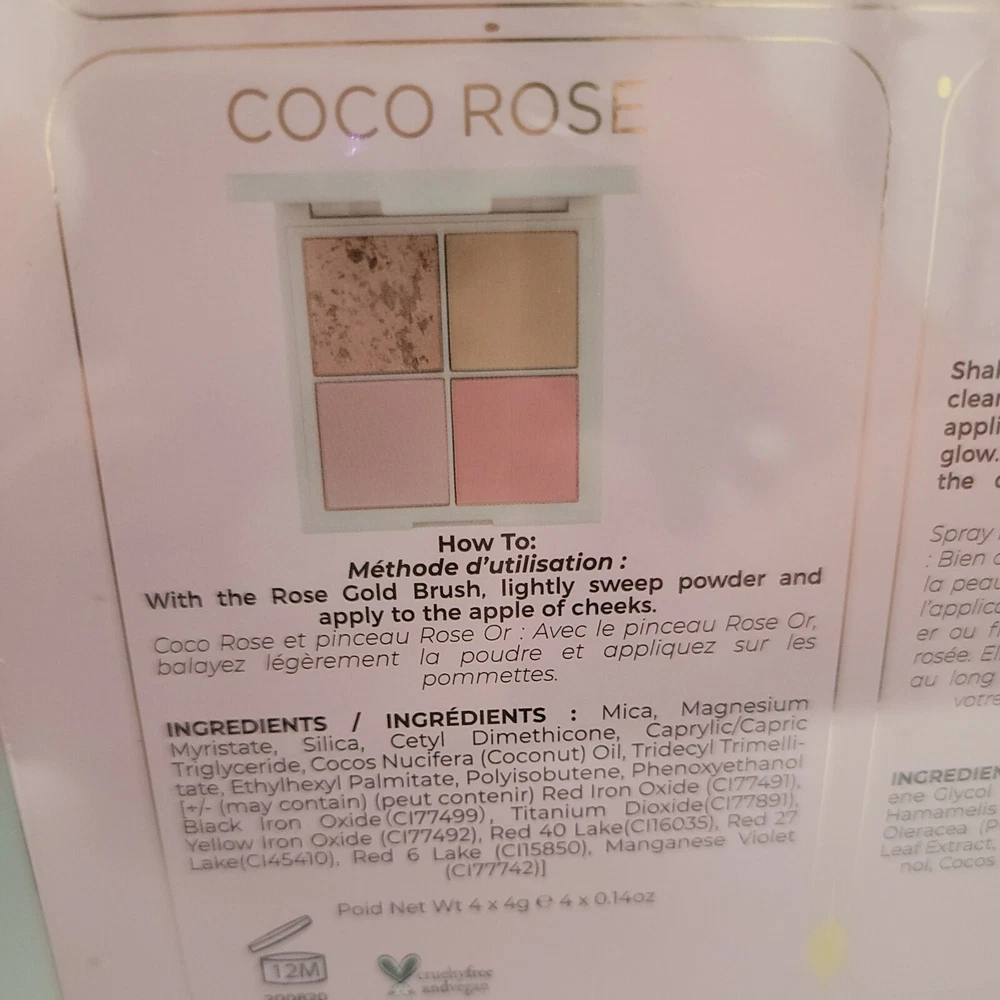 COCO ROSE
How To:
Méthode d'utilisation :
With the Rose Gold Brush, lightly sweep powder and
apply to the apple of cheeks.
Coco Rose et pinceau Rose Or : Avec le pinceau Rose Or,
balayez légèrement la poudre et appliquez sur les
pommettes.
INGREDIENTS / INGRÉDIENTS : Mica, Magnesium
Myristate, Silica, Cetyl Dimethicone, Caprylic/Capric
Triglyceride, Cocos Nucifera (Coconut) Oil, Tridecyl Trimelli-
tate, Ethylhexyl Palmitate, Polyisobutene, Phenoxyethanol
[+/- (may contain) (peut contenir) Red Iron Oxide (CI77491),
Black Iron Oxide (CI77499), Titanium Dioxide(CI77891),
Yellow Iron Oxide (CI77492), Red 40 Lake(CI16035), Red 27
Lake(CI45410), Red 6 Lake (CI15850), Manganese Violet
(CI77742)]
Poid Net Wt 4 x 4g e 4 x 0.14oz
12M
crueltyfree
andvegan
Shak
clean
appli
glow.
the c
Spray
: Bien
la peau
l'applica
er ou fi
rosée. El
au long
votre
INGREDIEN
ene Glycol
Hamamelis
Oleracea (P
Leaf Extract,
nol, Cocos